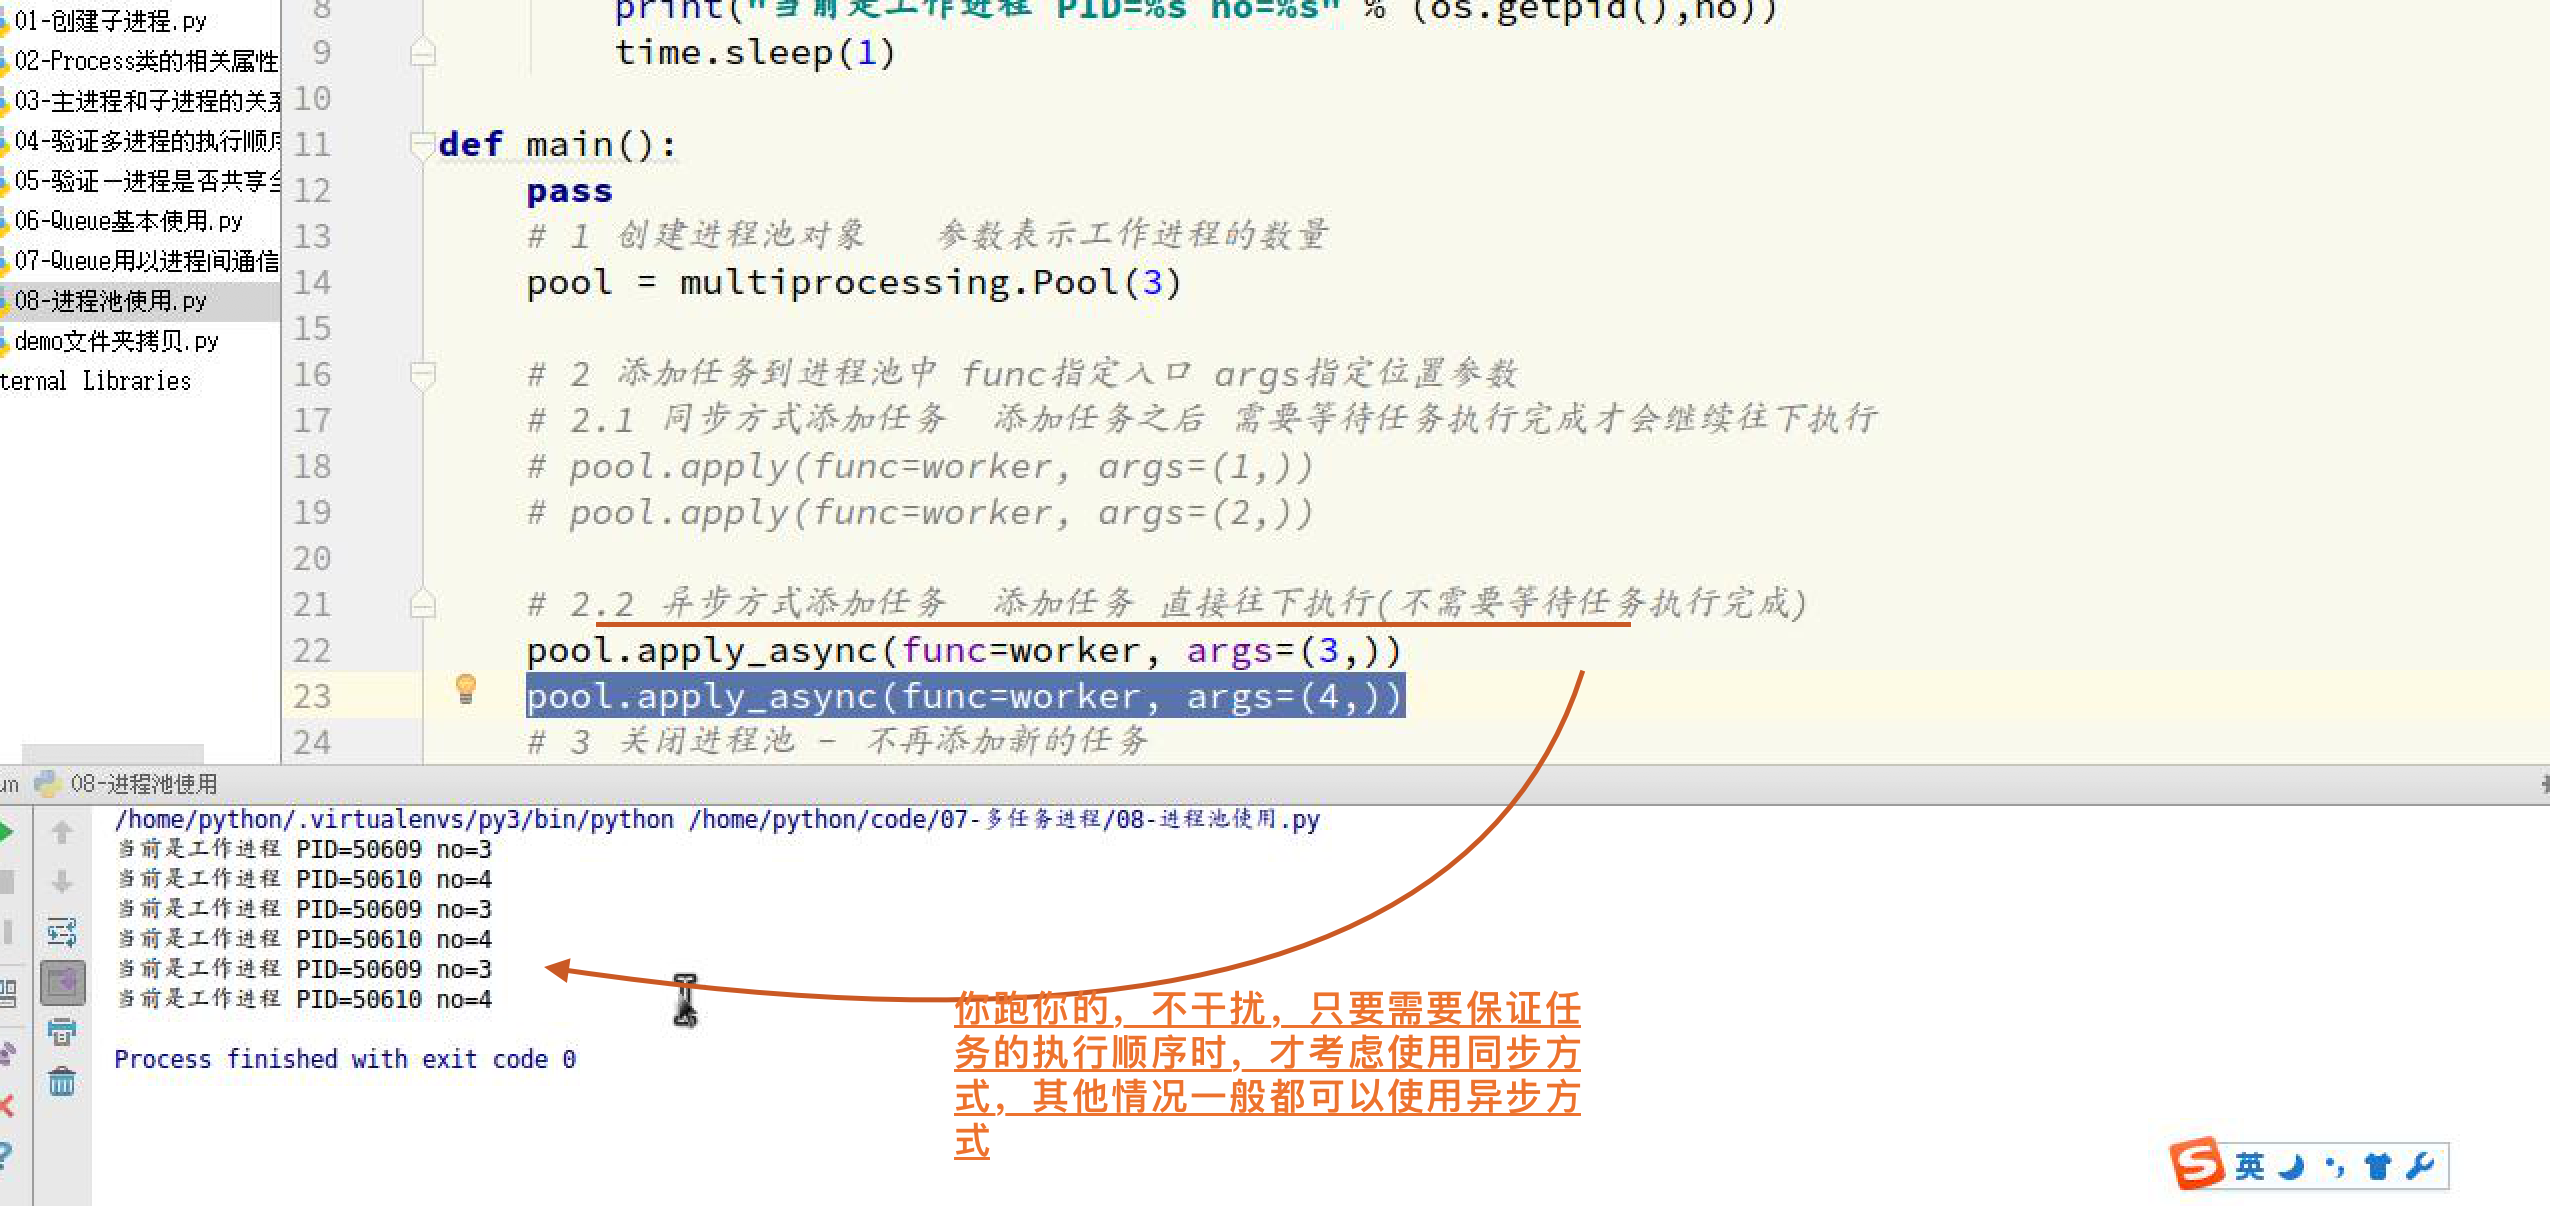 01-创建子进程.py
02-Process类的相关属性
03-主进程和子进程的关系
04-验证多进程的执行顺序
05-验证一进程是否共享全
06-Queue基本使用.py
07-Queue用以进程间通信
08-进程池使用.py
demo文件夹拷贝.py
ternal Libraries
8 print("当前是工作进程 PID=%s no=%s" % (os.getpid(),no))
9 time.sleep(1)
10
11 def main():
12 pass
13 # 1 创建进程池对象 参数表示工作进程的数量
14 pool = multiprocessing.Pool(3)
15
16 # 2 添加任务到进程池中 func指定入口 args指定位置参数
17 # 2.1 同步方式添加任务 添加任务之后 需要等待任务执行完成才会继续往下执行
18 # pool.apply(func=worker, args=(1,))
19 # pool.apply(func=worker, args=(2,))
20
21 # 2.2 异步方式添加任务 添加任务 直接往下执行(不需要等待任务执行完成)
22 pool.apply_async(func=worker, args=(3,))
23 pool.apply_async(func=worker, args=(4,))
24 # 3 关闭进程池 - 不再添加新的任务
un 08-进程池使用
/home/python/.virtualenvs/py3/bin/python /home/python/code/07-多任务进程/08-进程池使用.py
当前是工作进程 PID=50609 no=3
当前是工作进程 PID=50610 no=4
当前是工作进程 PID=50609 no=3
当前是工作进程 PID=50610 no=4
当前是工作进程 PID=50609 no=3
当前是工作进程 PID=50610 no=4
Process finished with exit code 0
你跑你的，不干扰，只要需要保证任
务的执行顺序时，才考虑使用同步方
式，其他情况一般都可以使用异步方
式
S英